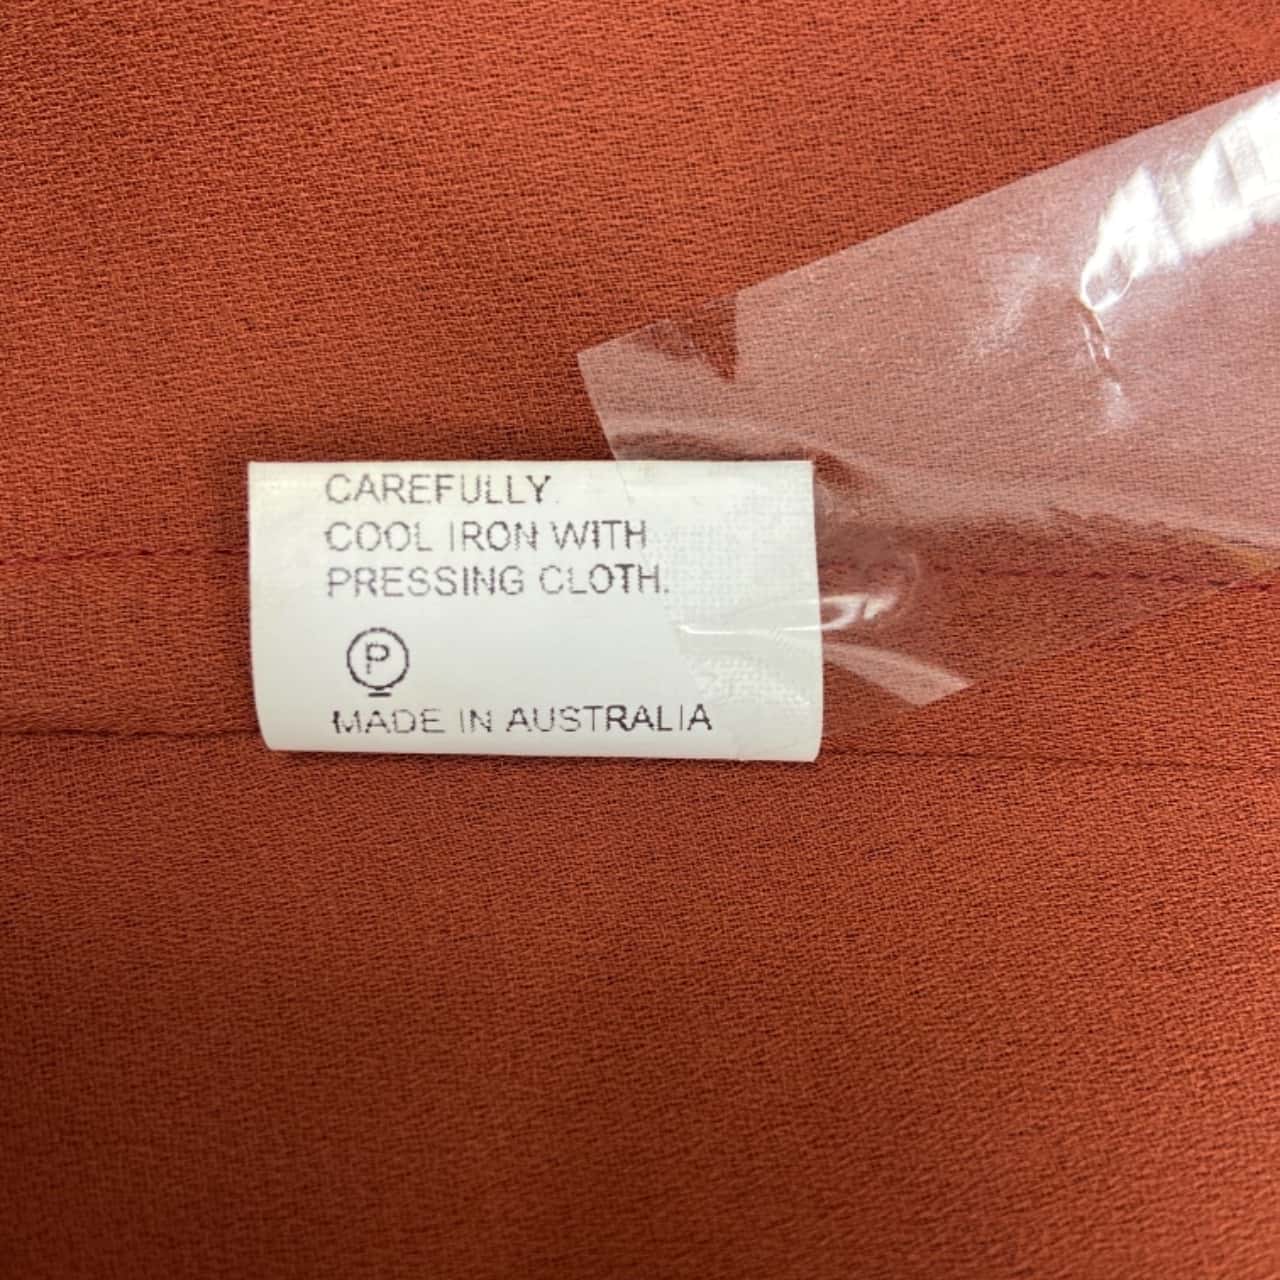 CAREFULLY.
COOL IRON WITH
PRESSING CLOTH.
P
MADE IN AUSTRALIA